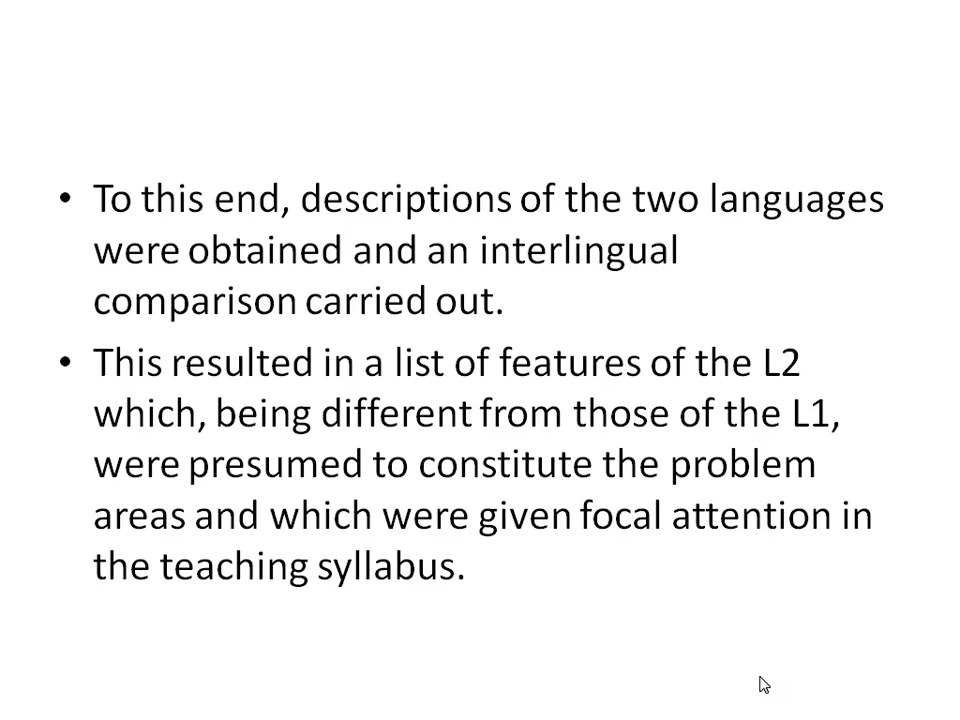 • To this end, descriptions of the two languages
were obtained and an interlingual
comparison carried out.
• This resulted in a list of features of the L2
which, being different from those of the L1,
were presumed to constitute the problem
areas and which were given focal attention in
the teaching syllabus.